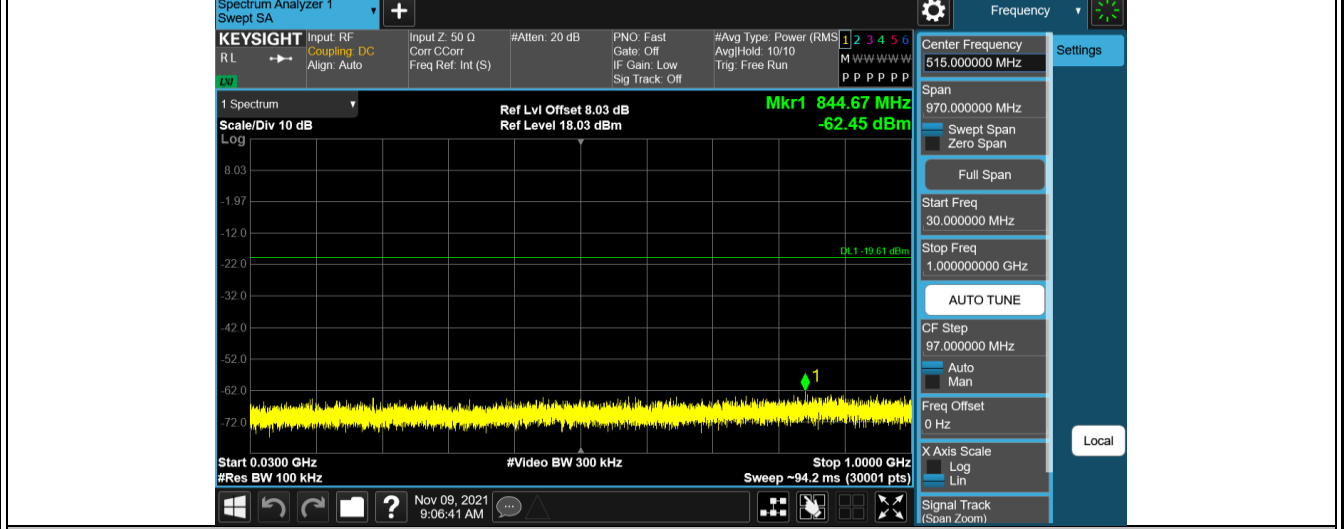 Spectrum Analyzer 1
Swept SA
+
Frequency
KEYSIGHT
RL
LXI
Input: RF
Coupling: DC
Align: Auto
Input Z: 50 Ω
Corr CCorr
Freq Ref: Int (S)
#Atten: 20 dB
PNO: Fast
Gate: Off
IF Gain: Low
Sig Track: Off
#Avg Type: Power (RMS
Avg|Hold: 10/10
Trig: Free Run
1 2 3 4 5 6
M W W W W W
P P P P P P
Center Frequency
515.000000 MHz
Settings
1 Spectrum
Scale/Div 10 dB
Log
Ref Lvl Offset 8.03 dB
Ref Level 18.03 dBm
Mkr1 844.67 MHz
-62.45 dBm
Span
970.000000 MHz
Swept Span
Zero Span
Full Span
8.03
-1.97
-12.0
-22.0
-32.0
-42.0
-52.0
-62.0
-72.0
DL1 -19.61 dBm
1
Start Freq
30.000000 MHz
Stop Freq
1.000000000 GHz
AUTO TUNE
CF Step
97.000000 MHz
Auto
Man
Freq Offset
0 Hz
X Axis Scale
Log
Lin
Local
Signal Track
(Span Zoom)
Start 0.0300 GHz
#Res BW 100 kHz
#Video BW 300 kHz
Stop 1.0000 GHz
Sweep ~94.2 ms (30001 pts)
?
Nov 09, 2021
9:06:41 AM